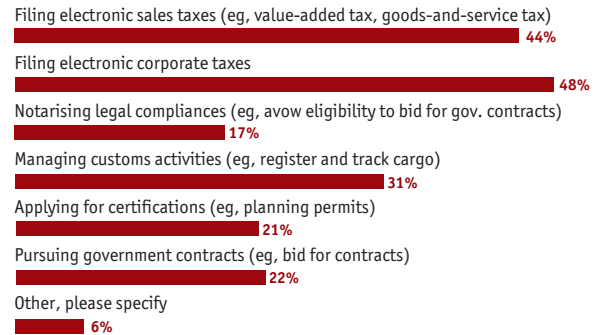 Filing electronic sales taxes (eg, value-added tax, goods-and-service tax)
44%
Filing electronic corporate taxes
48%
Notarising legal compliances (eg, avow eligibility to bid for gov. contracts)
17%
Managing customs activities (eg, register and track cargo)
31%
Applying for certifications (eg, planning permits)
21%
Pursuing government contracts (eg, bid for contracts)
22%
Other, please specify
6%